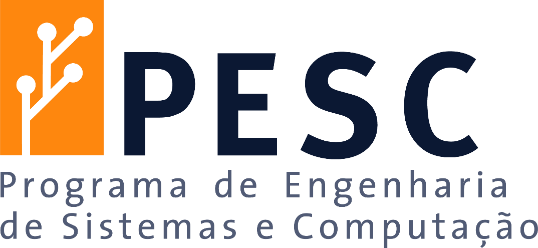 PESC
Programa de Engenharia
de Sistemas e Computação